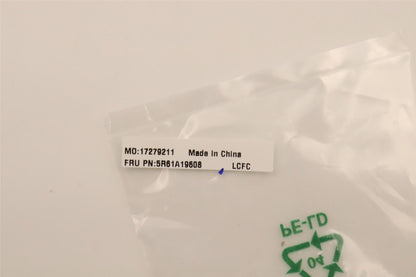 MO:17279211 Made in China
FRU PN:5R61A19608 LCFC
PE-LD
04